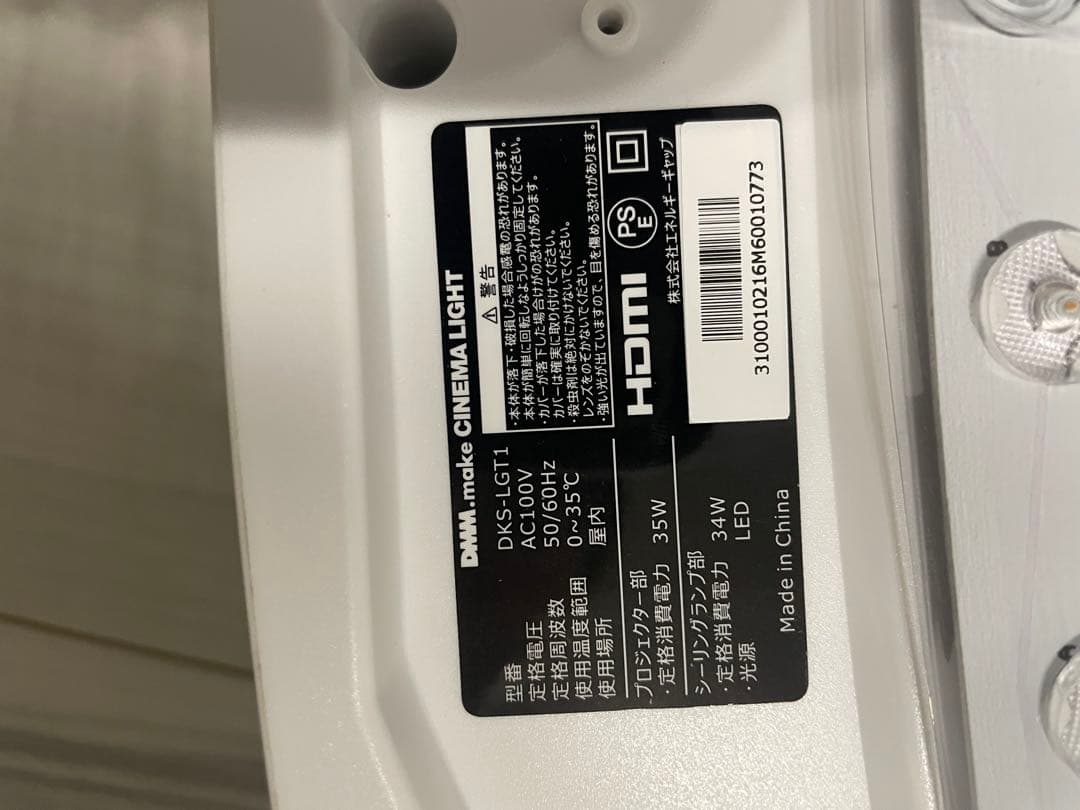 DMM.make CINEMA LIGHT
型番 DKS-LGT1
定格電圧 AC100V
定格周波数 50/60Hz
使用温度範囲 0～35℃
使用場所 屋内
プロジェクター部
・定格消費電力 35W
シーリングランプ部
・定格消費電力 34W
・光源 LED
Made in China
⚠ 警告
・本体が落下・破損した場合感電の恐れがあります。
本体が簡単に回転しなようしっかり固定してください。
・カバーが落下した場合けがの恐れがあります。
カバーは確実に取り付けてください。
・殺虫剤は絶対にかけないでください。
レンズをのぞかないでください。
・強い光が出ていますので、目を傷める恐れがあります。
HDMI
PS
E
株式会社エネルギーギャップ
3100010216M60010773